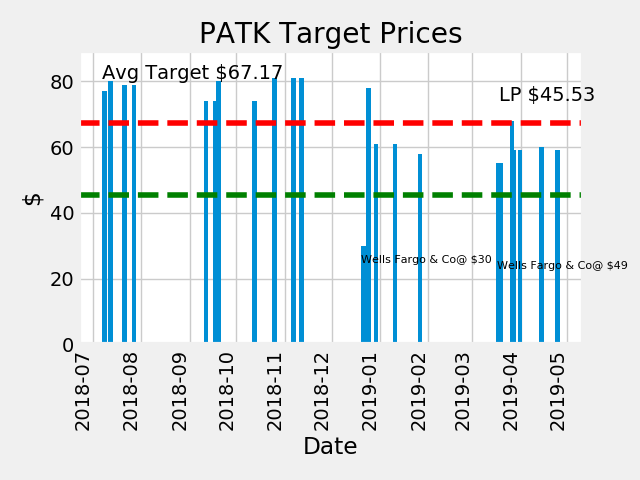 PATK Target Prices
Avg Target $67.17
LP $45.53
80
60
40
20
0
$
Wells Fargo & Co@ $30
Wells Fargo & Co@ $49
2018-07
2018-08
2018-09
2018-10
2018-11
2018-12
2019-01
2019-02
2019-03
2019-04
2019-05
Date